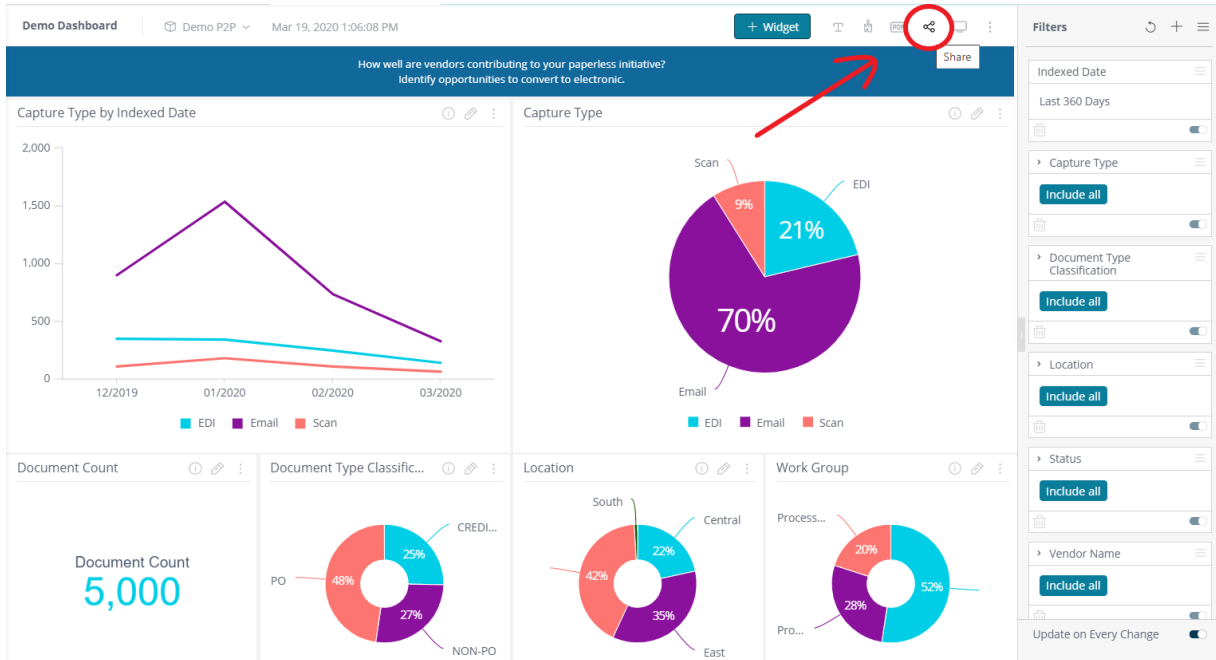 Demo Dashboard
Demo P2P
Mar 19, 2020 1:06:08 PM
+ Widget
T
PDF
Share
How well are vendors contributing to your paperless initiative?
Identify opportunities to convert to electronic.
Capture Type by Indexed Date
2,000
1,500
1,000
500
0
12/2019 01/2020 02/2020 03/2020
EDI Email Scan
Capture Type
Scan
EDI
9%
21%
70%
Email
EDI Email Scan
Document Count
Document Count
5,000
Document Type Classific...
CREDI...
25%
PO
48%
27%
NON-PO
Location
South
Central
22%
42%
35%
East
Work Group
Process...
20%
52%
28%
Pro...
Filters
Indexed Date
Last 360 Days
Capture Type
Include all
Document Type
Classification
Include all
Location
Include all
Status
Include all
Vendor Name
Include all
Update on Every Change